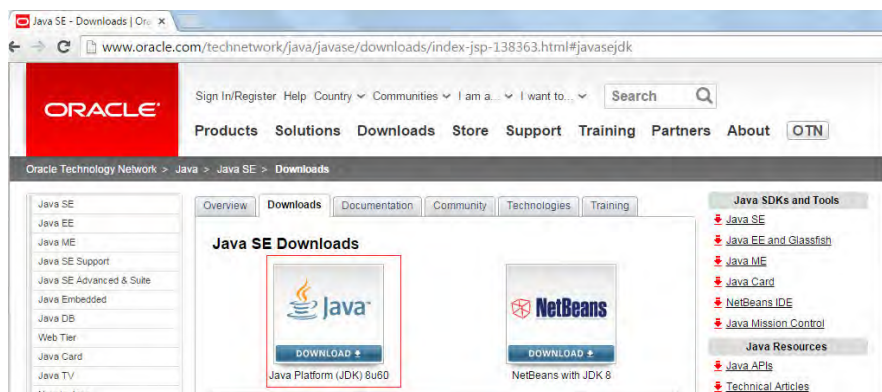 Java SE - Downloads | Ora
www.oracle.com/technetwork/java/javase/downloads/index-jsp-138363.html#javasejdk
ORACLE
Sign In/Register Help Country Communities I am a... I want to... Search
Products Solutions Downloads Store Support Training Partners About OTN
Oracle Technology Network > Java > Java SE > Downloads
Java SE
Java EE
Java ME
Java SE Support
Java SE Advanced & Suite
Java Embedded
Java DB
Web Tier
Java Card
Java TV
Overview Downloads Documentation Community Technologies Training
Java SE Downloads
Java
DOWNLOAD
Java Platform (JDK) 8u60
NetBeans
DOWNLOAD
NetBeans with JDK 8
Java SDKs and Tools
Java SE
Java EE and Glassfish
Java ME
Java Card
NetBeans IDE
Java Mission Control
Java Resources
Java APIs
Technical Articles